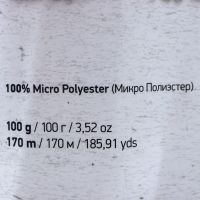 100% Micro Polyester (Микро Полиэстер)
100 g / 100 г / 3,52 oz
170 m / 170 м / 185,91 yds